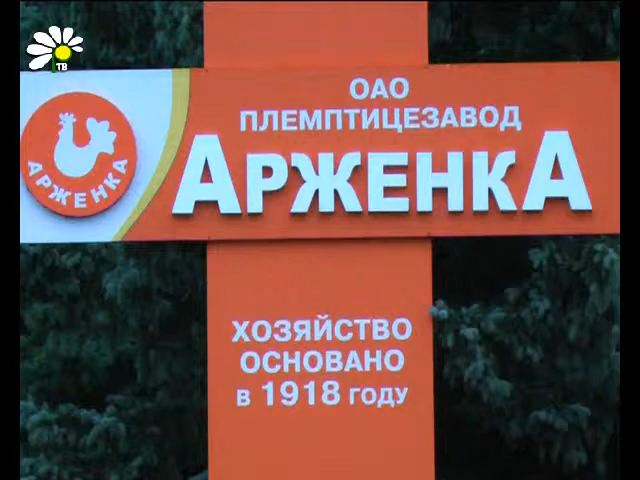 ТВ
ОАО
ПЛЕМПТИЦЕЗАВОД
АРЖЕНКА
АРЖЕНКА
ХОЗЯЙСТВО
ОСНОВАНО
в 1918 году